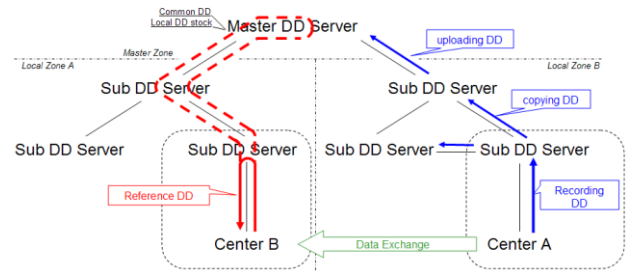 Common DD
Local DD stock
Master DD Server
uploading DD
Master Zone
Local Zone A
Local Zone B
Sub DD Server
Sub DD Server
copying DD
Sub DD Server
Sub DD Server
Sub DD Server
Sub DD Server
Reference DD
Recording
DD
Center B
Data Exchange
Center A